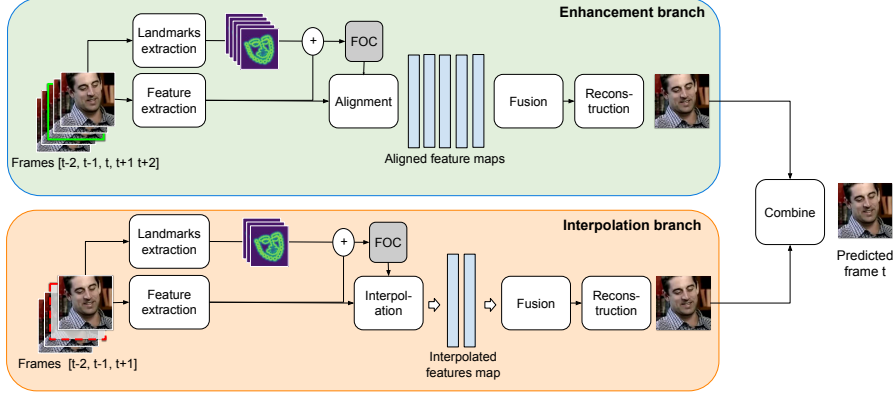 Enhancement branch
Landmarks
extraction
+
FOC
Feature
extraction
Alignment
Fusion
Recons-
truction
Aligned feature maps
Frames [t-2, t-1, t, t+1 t+2]
Interpolation branch
Landmarks
extraction
+
FOC
Feature
extraction
Interpol-
ation
Fusion
Recons-
truction
Interpolated
features map
Frames [t-2, t-1, t+1]
Combine
Predicted
frame t